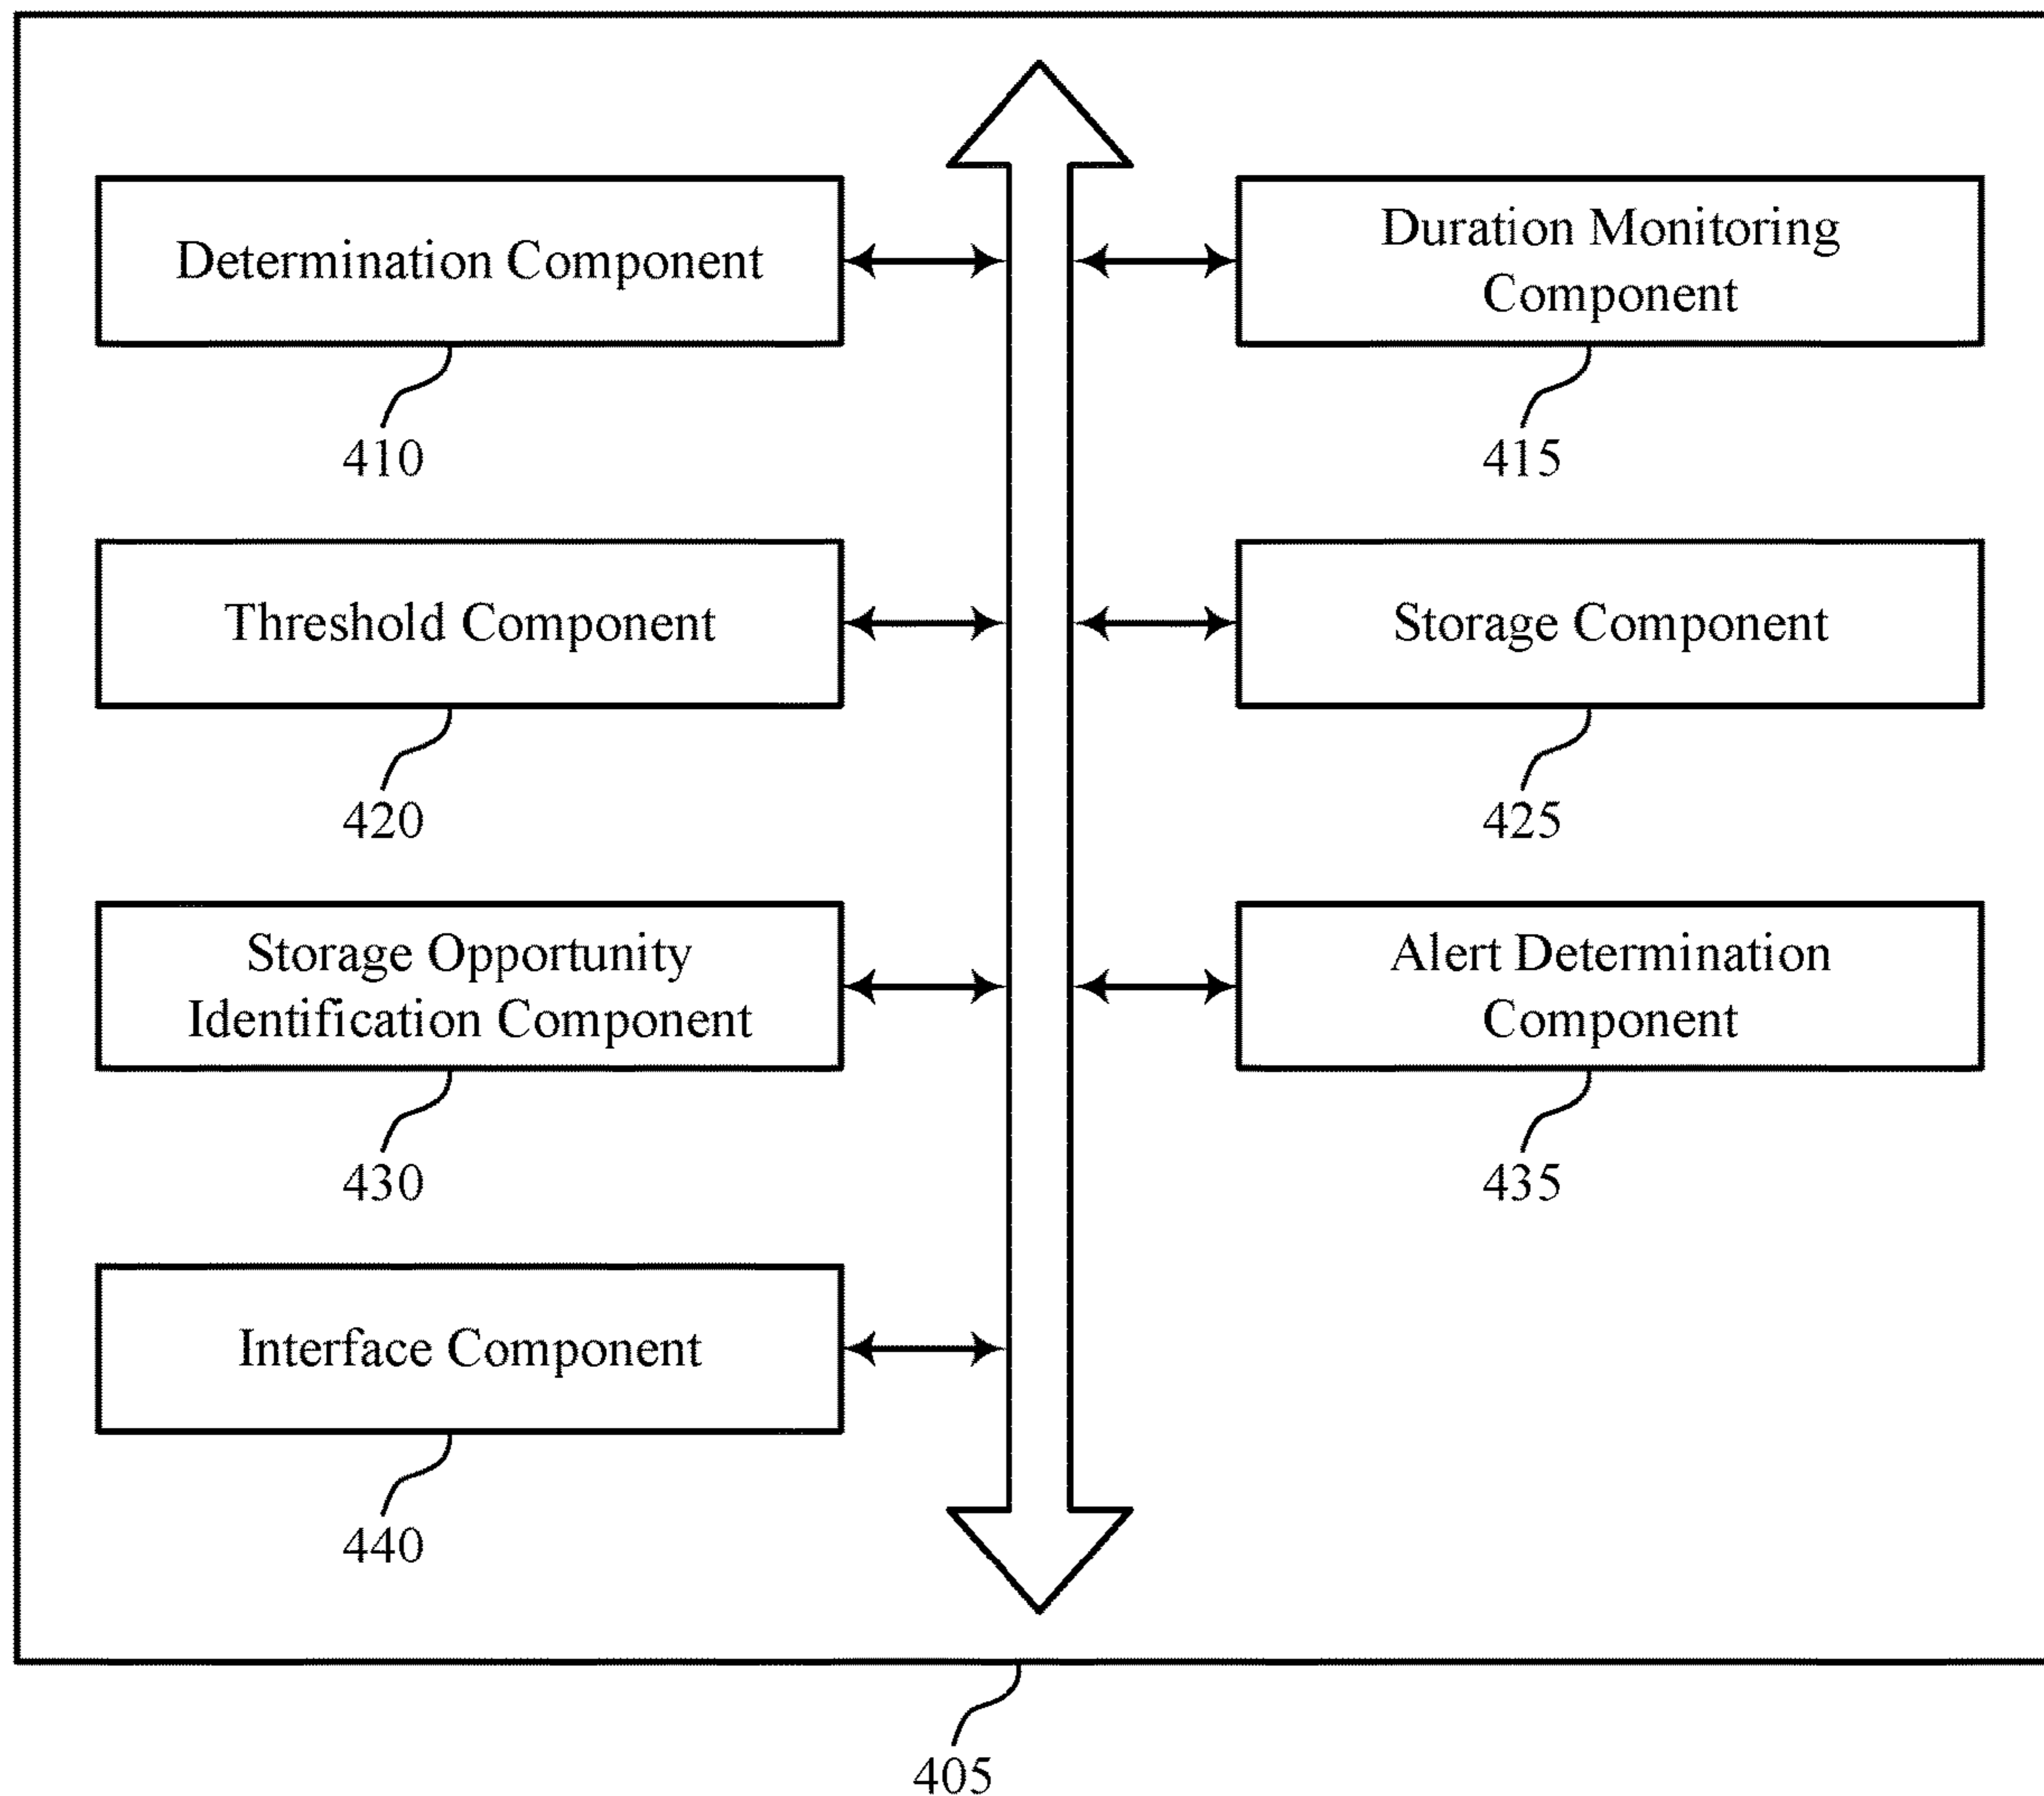 Determination Component
Duration Monitoring
Component
410
415
Threshold Component
Storage Component
420
425
Storage Opportunity
Identification Component
Alert Determination
Component
430
435
Interface Component
440
405